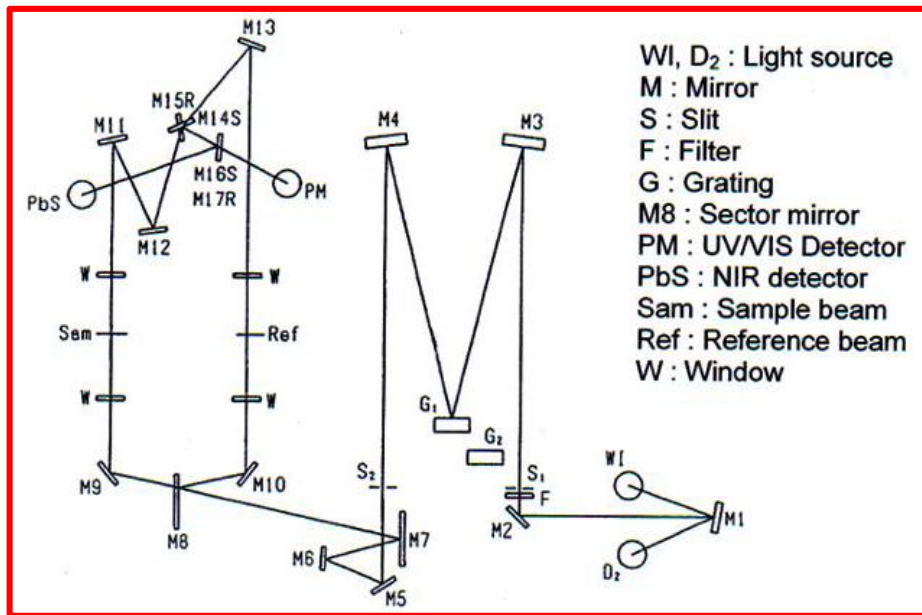 M13
M15R
M14S
M11
M16S
M17R
PbS
PM
M12
W
W
Sam
Ref
W
W
M9
M10
M8
M4
M3
G1
G2
S2
S1
F
M2
WI
M1
D2
M7
M6
M5
WI, D2 : Light source
M : Mirror
S : Slit
F : Filter
G : Grating
M8 : Sector mirror
PM : UV/VIS Detector
PbS : NIR detector
Sam : Sample beam
Ref : Reference beam
W : Window